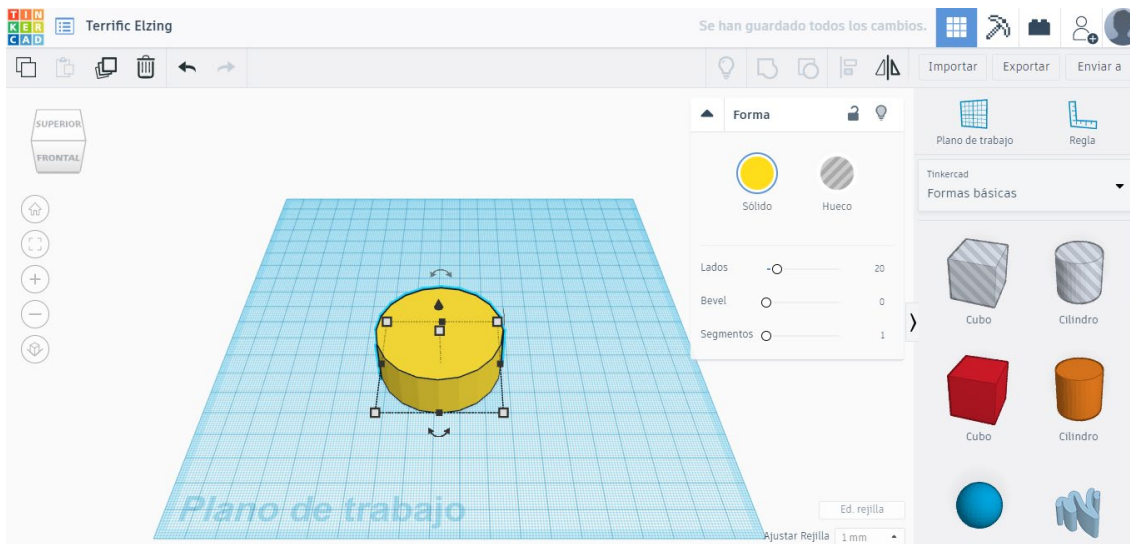 TIN
KER
CAD
Terrific Elzing
Se han guardado todos los cambios.
Importar
Exportar
Enviar a
SUPERIOR
FRONTAL
Forma
Sólido
Hueco
Lados
20
Bevel
0
Segmentos
1
Plano de trabajo
Regla
Tinkercad
Formas básicas
Cubo
Cilindro
Cubo
Cilindro
Plano de trabajo
Ed. rejilla
Ajustar Rejilla 1 mm